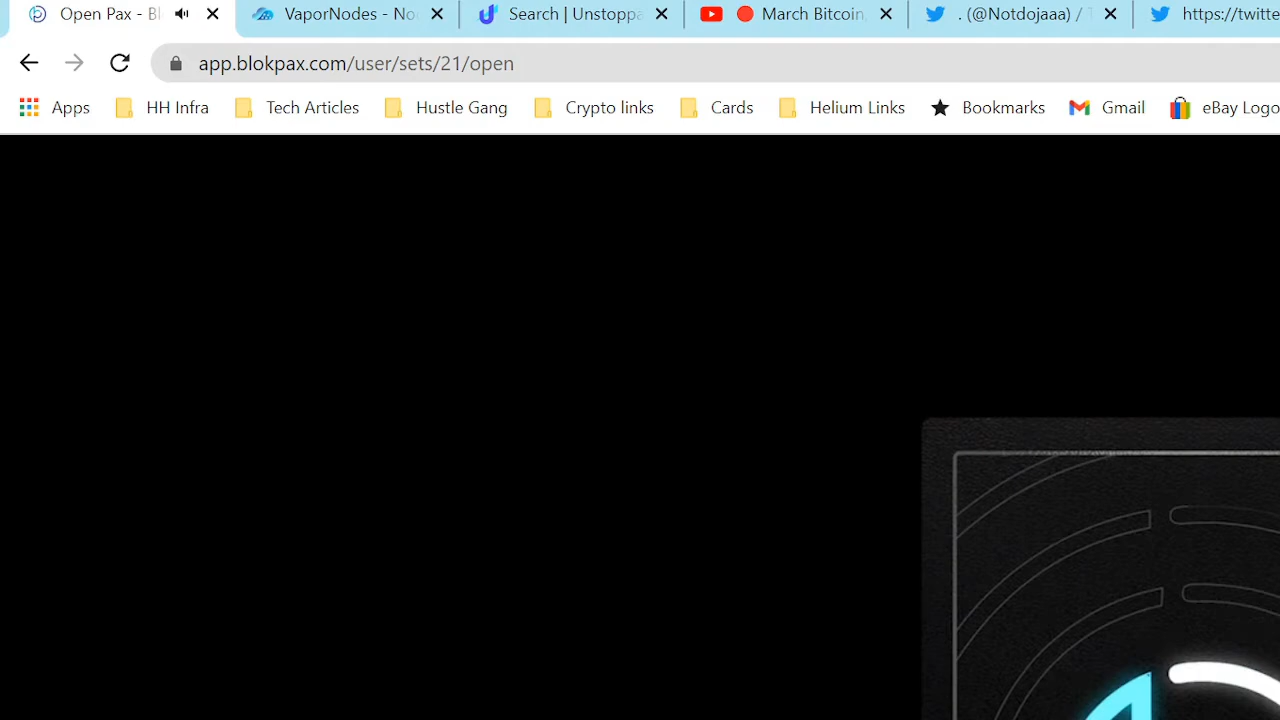 Open Pax - Bl VaporNodes - No Search | Unstoppa March Bitcoin . (@Notdojaaa) / T https://twitte
app.blokpax.com/user/sets/21/open
Apps HH Infra Tech Articles Hustle Gang Crypto links Cards Helium Links Bookmarks Gmail eBay Logo